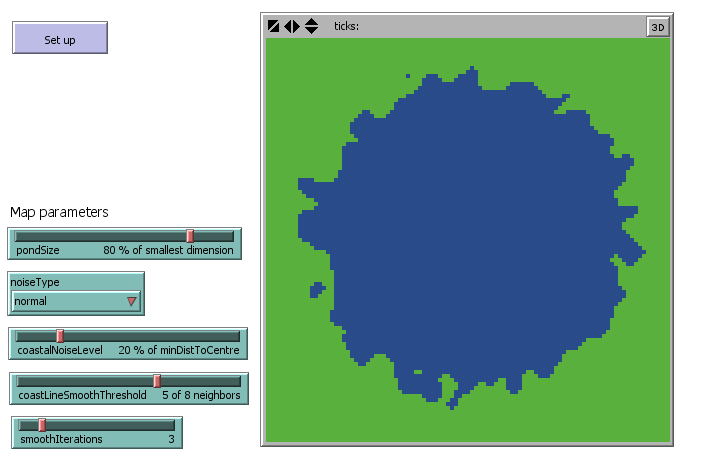 Set up
ticks:
3D
Map parameters
pondSize 80 % of smallest dimension
noiseType
normal
coastalNoiseLevel 20 % of minDistToCentre
coastLineSmoothThreshold 5 of 8 neighbors
smoothIterations 3